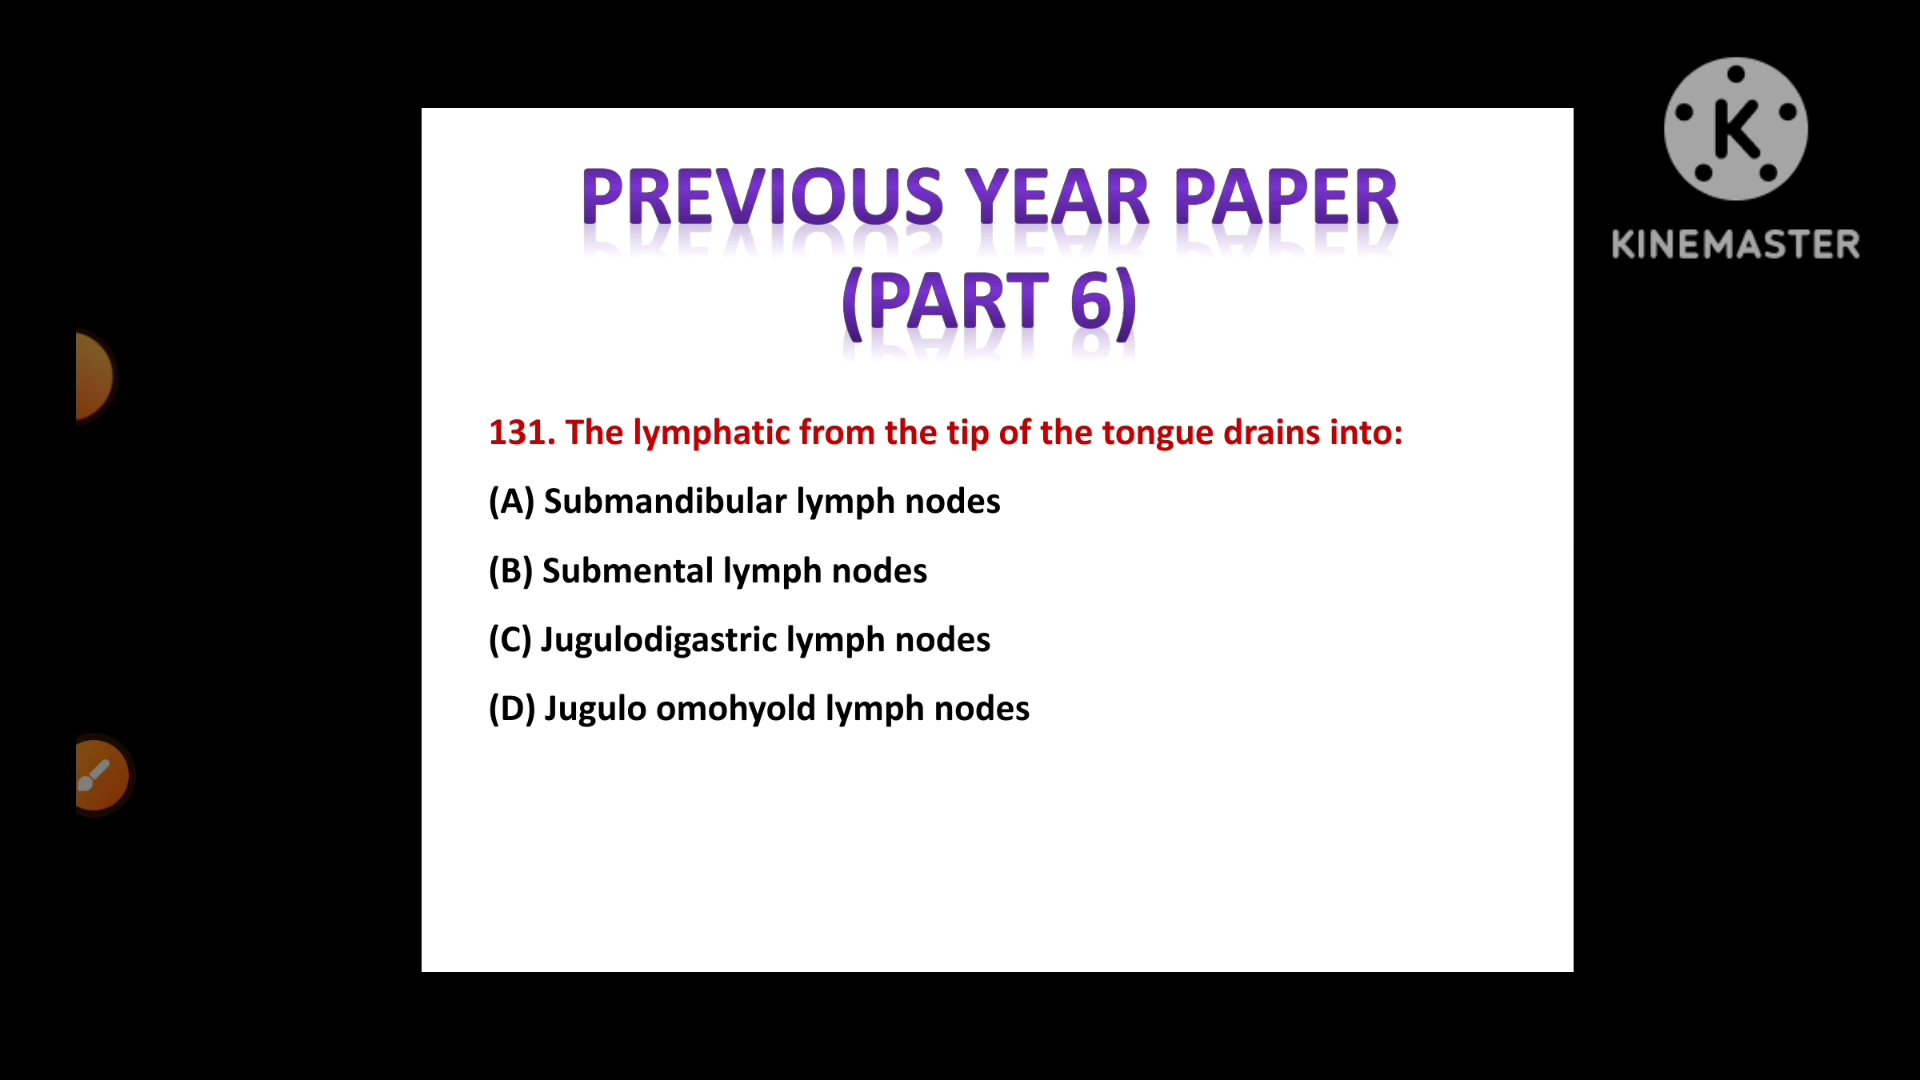 PREVIOUS YEAR PAPER
(PART 6)
131. The lymphatic from the tip of the tongue drains into:
(A) Submandibular lymph nodes
(B) Submental lymph nodes
(C) Jugulodigastric lymph nodes
(D) Jugulo omohyold lymph nodes
K
KINEMASTER